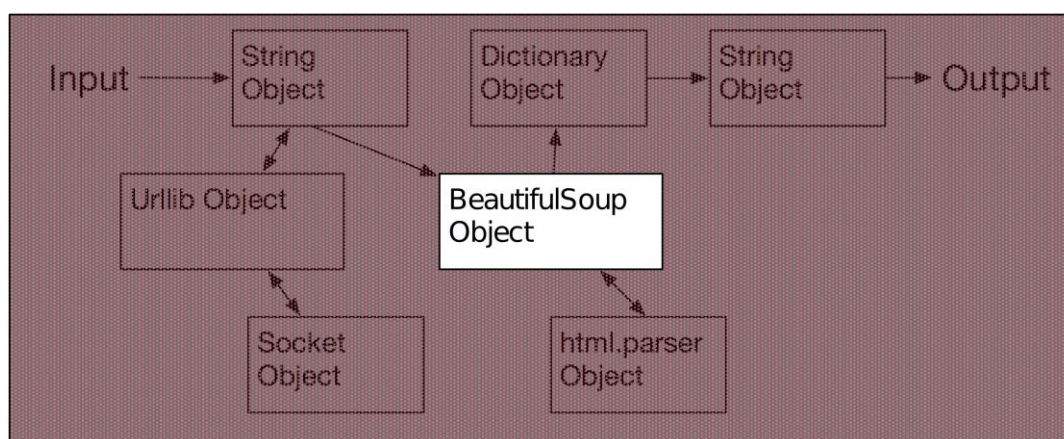 Input
String
Object
Dictionary
Object
String
Object
Output
Urllib Object
BeautifulSoup
Object
Socket
Object
html.parser
Object